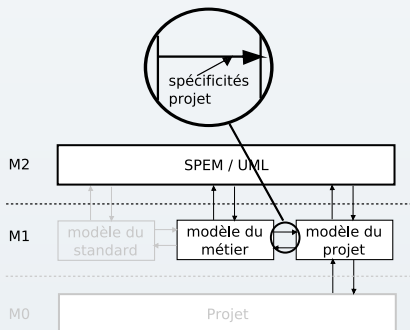 spécificités
projet
M2
SPEM / UML
M1
modèle du
standard
modèle du
métier
modèle du
projet
M0
Projet